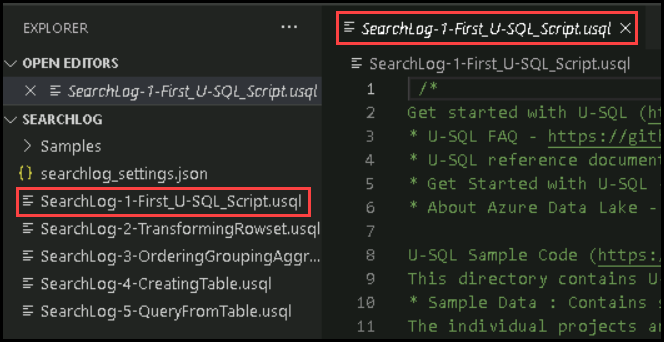 EXPLORER
OPEN EDITORS
SearchLog-1-First_U-SQL_Script.usql
SEARCHLOG
Samples
{} searchlog_settings.json
SearchLog-1-First_U-SQL_Script.usql
SearchLog-2-TransformingRowset.usql
SearchLog-3-OrderingGroupingAggr...
SearchLog-4-CreatingTable.usql
SearchLog-5-QueryFromTable.usql
SearchLog-1-First_U-SQL_Script.usql
SearchLog-1-First_U-SQL_Script.usql
1 /*
2 Get started with U-SQL (h
3 * U-SQL FAQ - https://gith
4 * U-SQL reference document
5 * Get Started with U-SQL
6 * About Azure Data Lake -
7
8 U-SQL Sample Code (https:
9 This directory contains U
10 * Sample Data : Contains s
11 The individual projects a